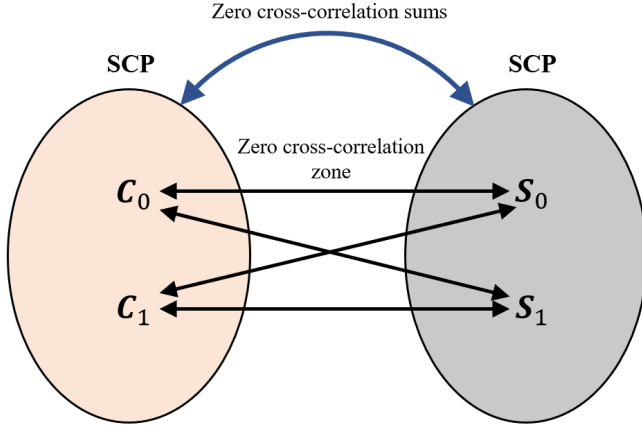 Zero cross-correlation sums
SCP
SCP
Zero cross-correlation
zone
C₀
S₀
C₁
S₁